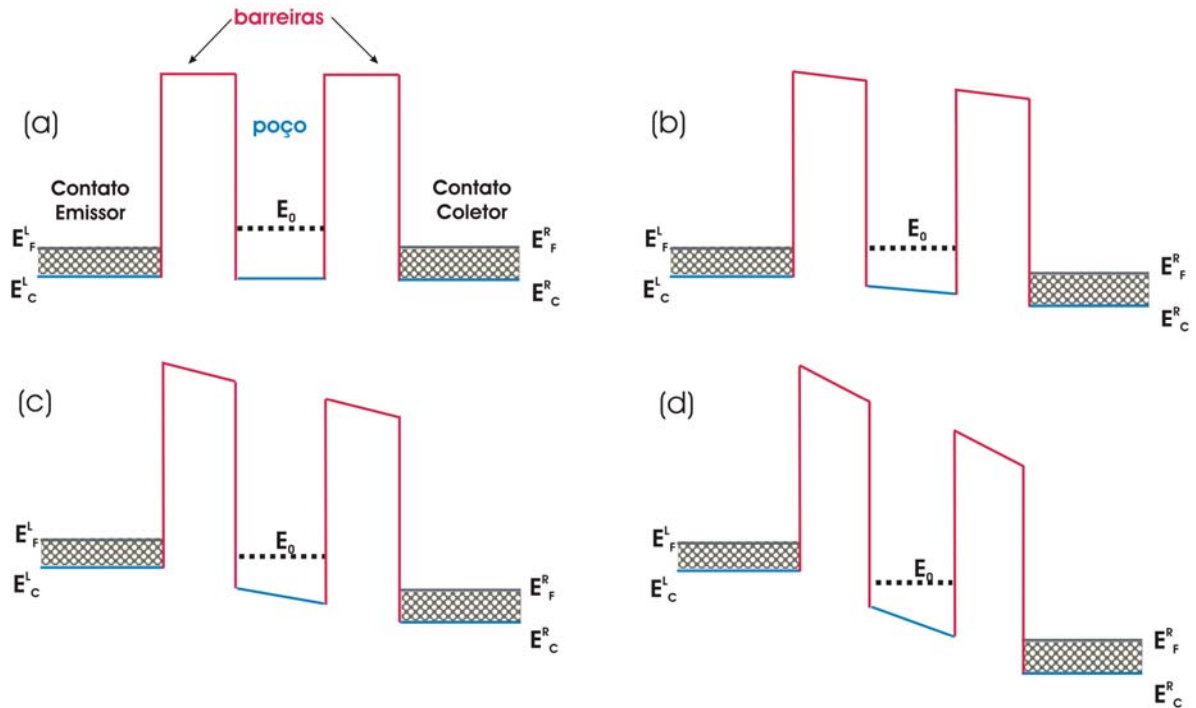 barreiras
(a)
poço
Contato
Emissor
E₀
Contato
Coletor
E^L_F
E^L_C
E^R_F
E^R_C
(b)
E^L_F
E^L_C
E₀
E^R_F
E^R_C
(c)
E^L_F
E^L_C
E₀
E^R_F
E^R_C
(d)
E^L_F
E^L_C
E₀
E^R_F
E^R_C